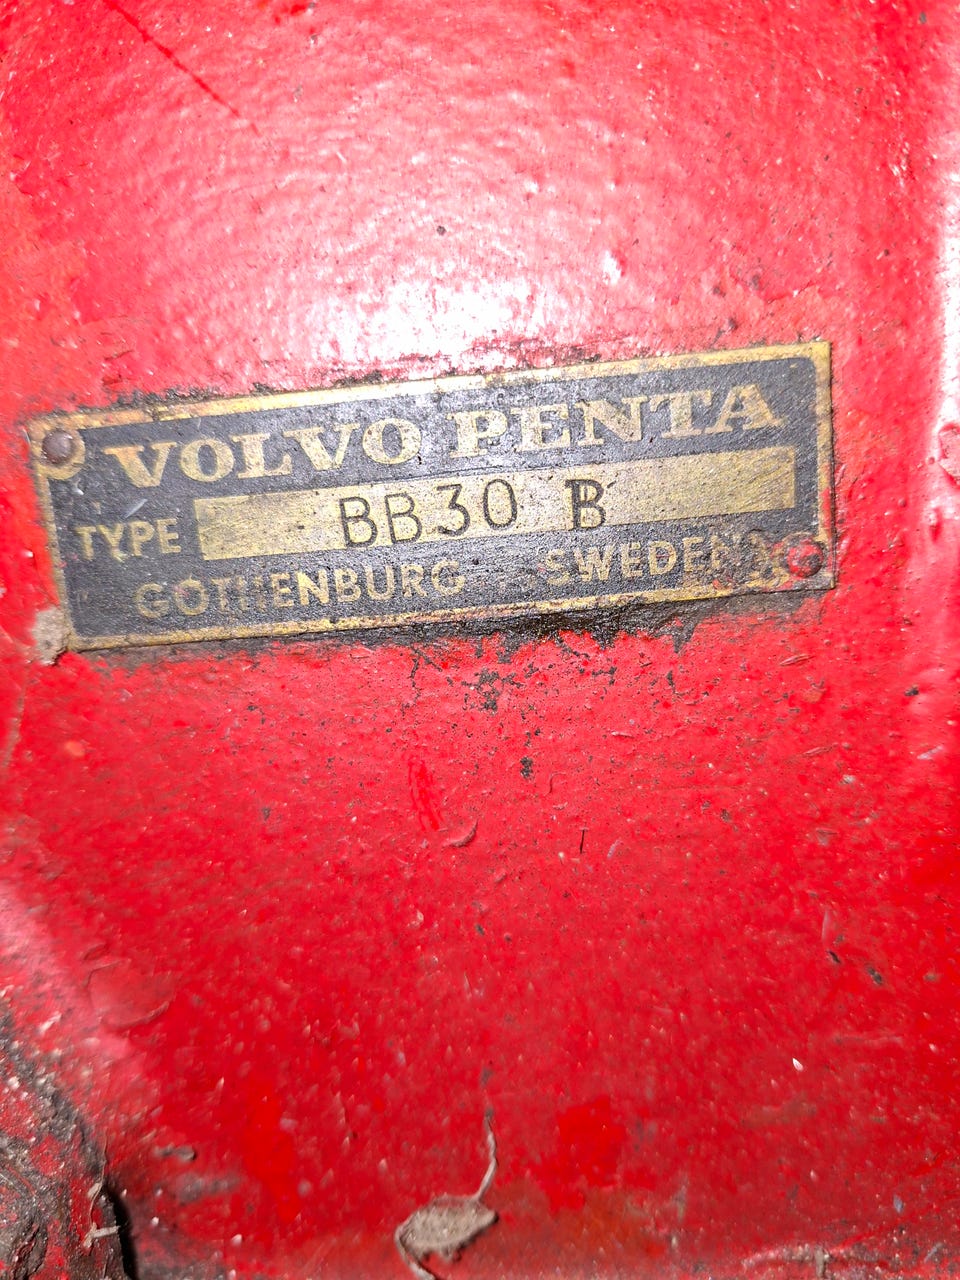 VOLVO PENTA
TYPE BB30 B
GOTHENBURG SWEDEN